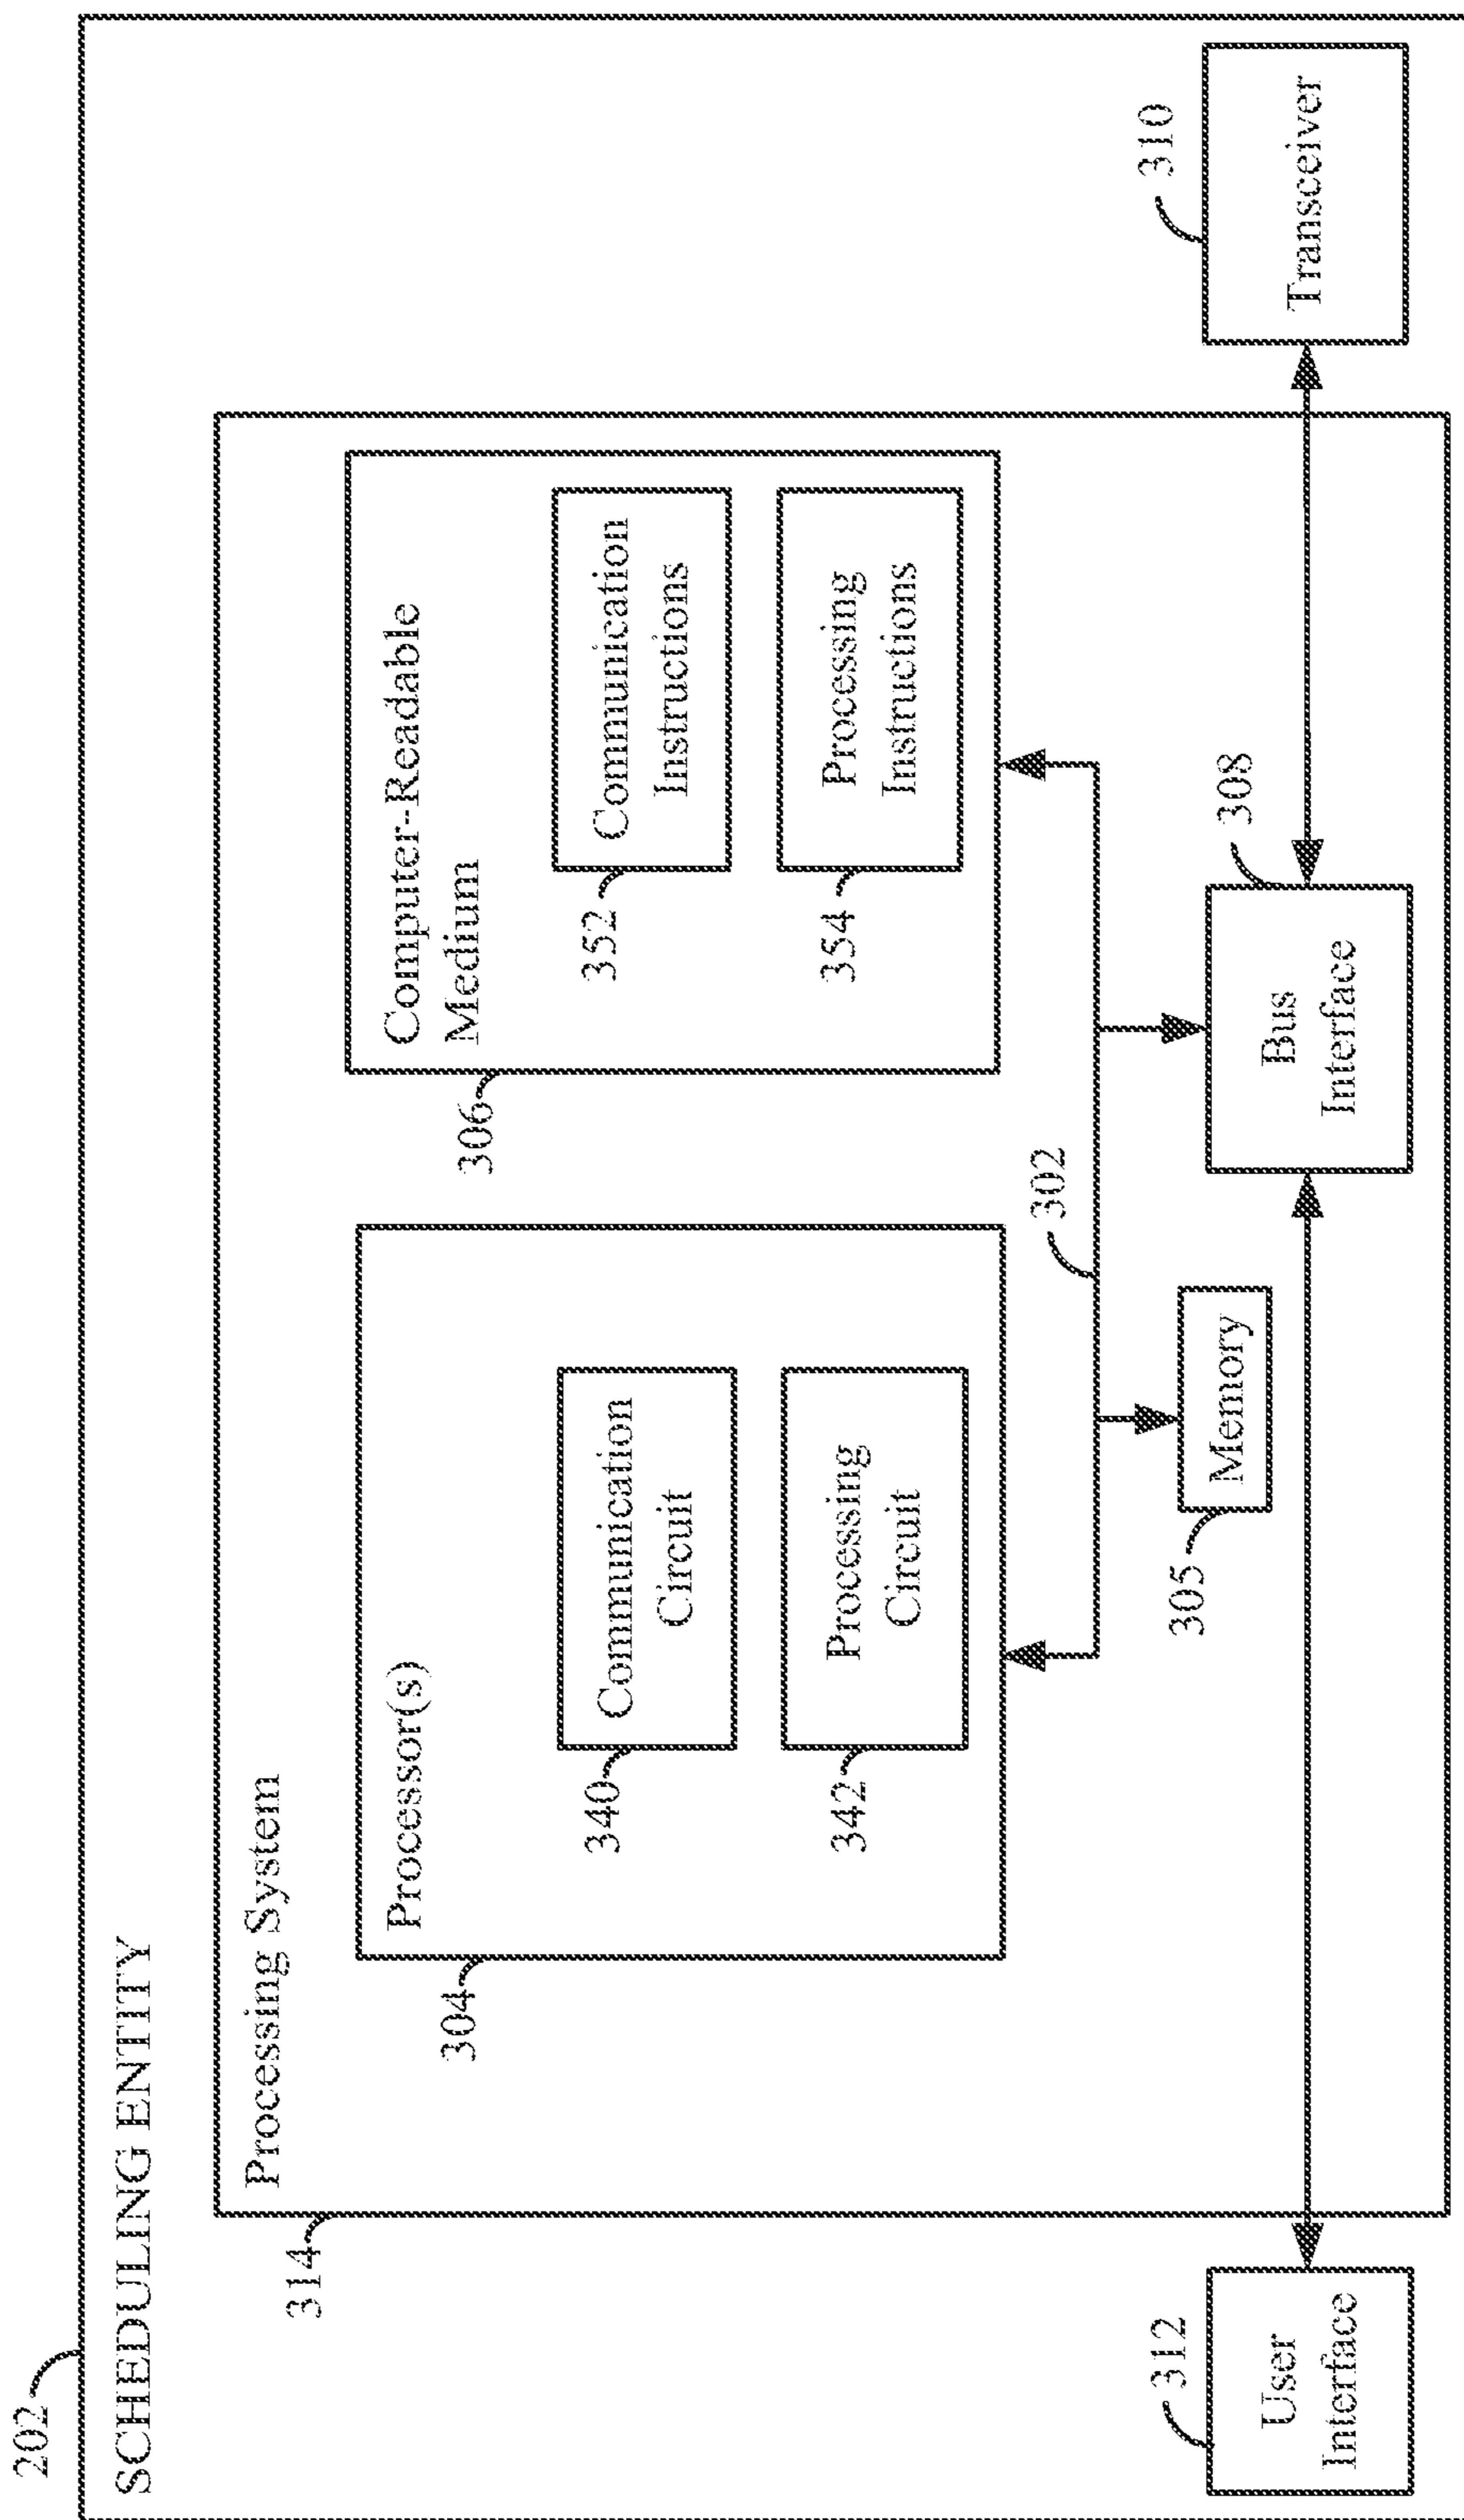 202
SCHEDULING ENTITY
314
Processing System
304
Processor(s)
340
Communication
Circuit
342
Processing
Circuit
306
Computer-Readable
Medium
352
Communication
Instructions
354
Processing
Instructions
302
305
Memory
308
Bus
Interface
312
User
Interface
310
Transceiver